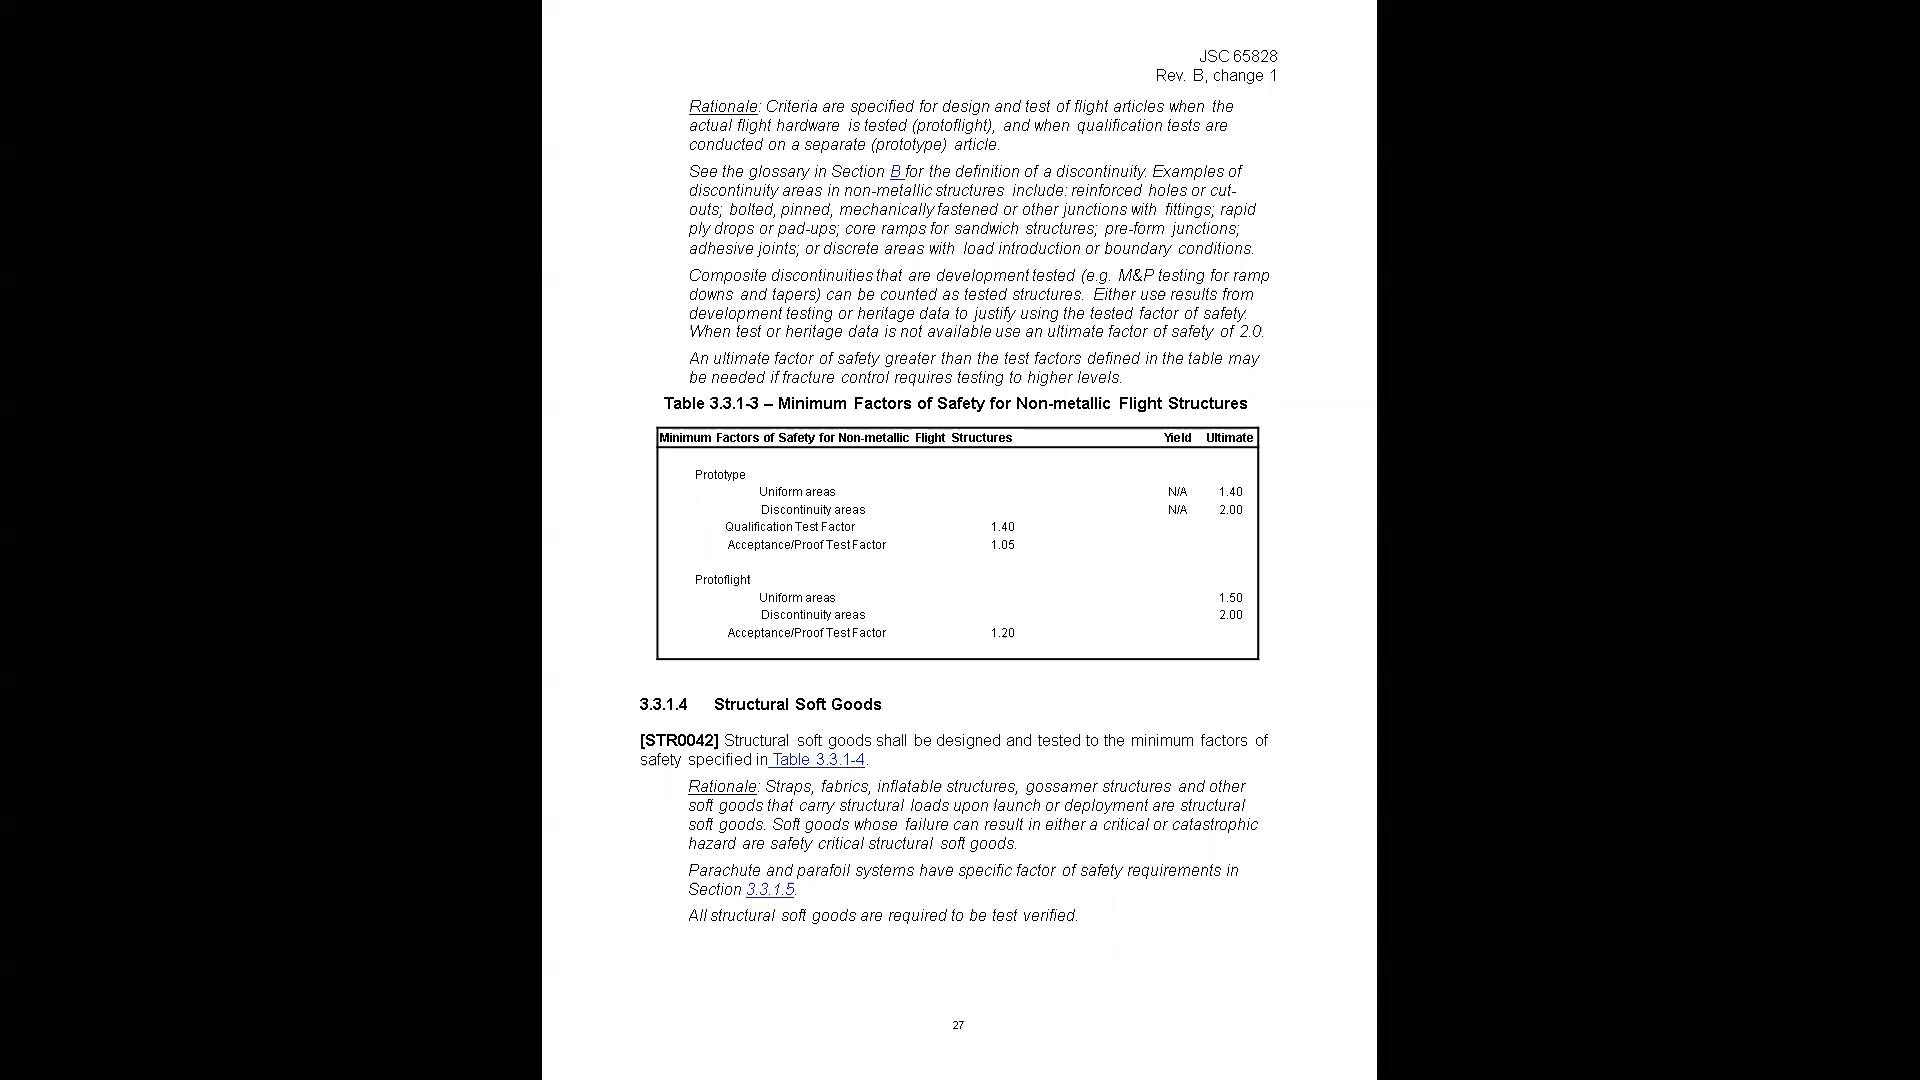 JSC 65828
Rev. B, change 1
Rationale: Criteria are specified for design and test of flight articles when the
actual flight hardware is tested (protoflight), and when qualification tests are
conducted on a separate (prototype) article.
See the glossary in Section B for the definition of a discontinuity. Examples of
discontinuity areas in non-metallic structures include: reinforced holes or cut-
outs; bolted, pinned, mechanically fastened or other junctions with fittings; rapid
ply drops or pad-ups; core ramps for sandwich structures; pre-form junctions;
adhesive joints; or discrete areas with load introduction or boundary conditions.
Composite discontinuities that are development tested (e.g. M&P testing for ramp
downs and tapers) can be counted as tested structures. Either use results from
development testing or heritage data to justify using the tested factor of safety.
When test or heritage data is not available use an ultimate factor of safety of 2.0.
An ultimate factor of safety greater than the test factors defined in the table may
be needed if fracture control requires testing to higher levels.
Table 3.3.1-3 – Minimum Factors of Safety for Non-metallic Flight Structures
Minimum Factors of Safety for Non-metallic Flight Structures Yield Ultimate
Prototype
Uniform areas N/A 1.40
Discontinuity areas N/A 2.00
Qualification Test Factor 1.40
Acceptance/Proof Test Factor 1.05
Protoflight
Uniform areas 1.50
Discontinuity areas 2.00
Acceptance/Proof Test Factor 1.20
3.3.1.4 Structural Soft Goods
[STR0042] Structural soft goods shall be designed and tested to the minimum factors of
safety specified in Table 3.3.1-4.
Rationale: Straps, fabrics, inflatable structures, gossamer structures and other
soft goods that carry structural loads upon launch or deployment are structural
soft goods. Soft goods whose failure can result in either a critical or catastrophic
hazard are safety critical structural soft goods.
Parachute and parafoil systems have specific factor of safety requirements in
Section 3.3.1.5.
All structural soft goods are required to be test verified.
27